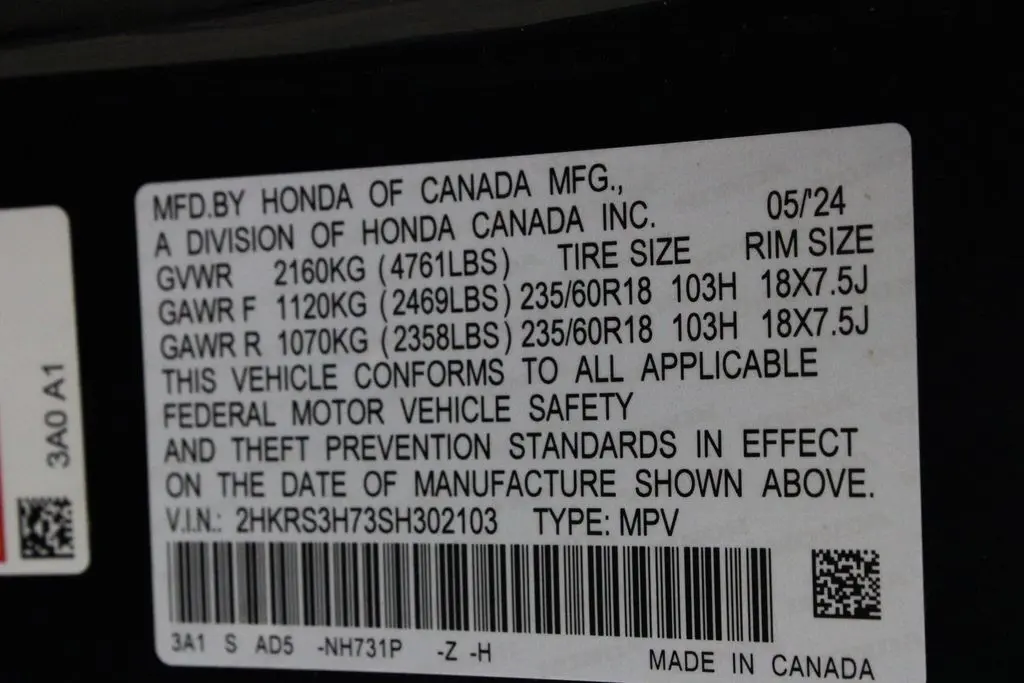 MFD.BY HONDA OF CANADA MFG.,
A DIVISION OF HONDA CANADA INC. 05/'24
GVWR 2160KG (4761LBS) TIRE SIZE RIM SIZE
GAWR F 1120KG (2469LBS) 235/60R18 103H 18X7.5J
GAWR R 1070KG (2358LBS) 235/60R18 103H 18X7.5J
THIS VEHICLE CONFORMS TO ALL APPLICABLE
FEDERAL MOTOR VEHICLE SAFETY
AND THEFT PREVENTION STANDARDS IN EFFECT
ON THE DATE OF MANUFACTURE SHOWN ABOVE.
V.I.N.: 2HKRS3H73SH302103 TYPE: MPV
3A1 S AD5 -NH731P -Z -H
MADE IN CANADA
3A0 A1